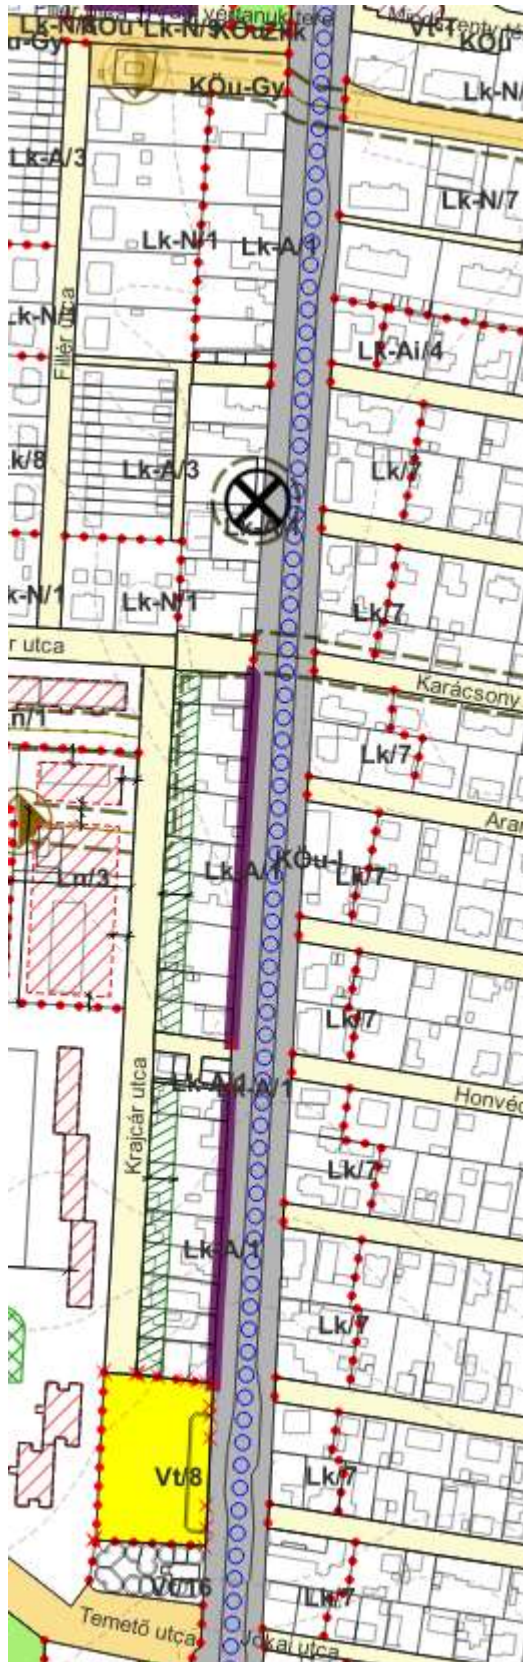 KÖu-Gy
Lk-N/7
Lk-A/3
Lk-N/1
Lk-A/1
Fillér utca
Lk-Ai/4
Lk-A/3
Lk/7
Lk-N/1
Lk/7
Karácsony
Lk/7
Ln/3
Lk-A/1
KÖu-L
Lk/7
Lk/7
Krajcár utca
Honvéd
Lk/7
Lk-A/1
Lk/7
Vt/8
Lk/7
Vt/16
Lk/7
Temető utca
Jókai utca